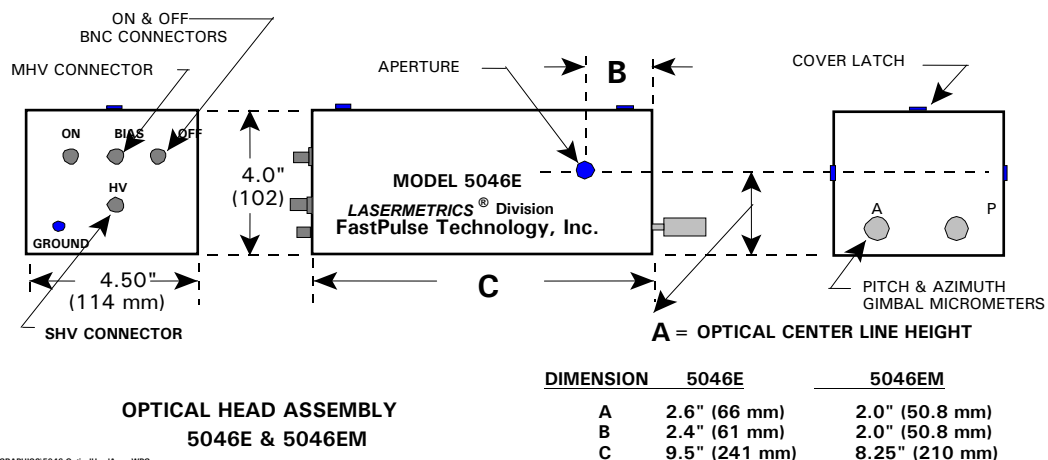 ON & OFF
BNC CONNECTORS
MHV CONNECTOR
APERTURE
B
COVER LATCH
ON
BIAS
OFF
HV
GROUND
4.0"
(102)
MODEL 5046E
LASERMETRICS ® Division
FastPulse Technology, Inc.
A
P
4.50"
(114 mm)
C
SHV CONNECTOR
PITCH & AZIMUTH
GIMBAL MICROMETERS
A = OPTICAL CENTER LINE HEIGHT
DIMENSION 5046E 5046EM
A 2.6" (66 mm) 2.0" (50.8 mm)
B 2.4" (61 mm) 2.0" (50.8 mm)
C 9.5" (241 mm) 8.25" (210 mm)
OPTICAL HEAD ASSEMBLY
5046E & 5046EM